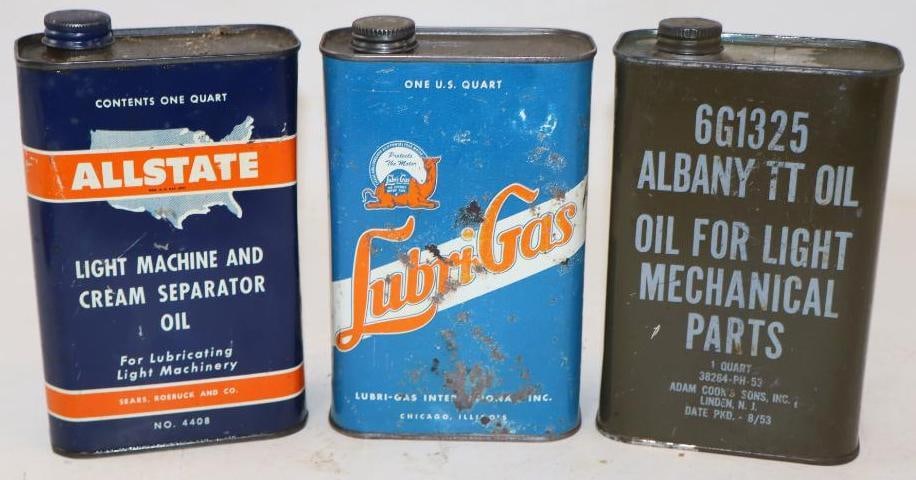 CONTENTS ONE QUART
ALLSTATE
LIGHT MACHINE AND
CREAM SEPARATOR
OIL
For Lubricating
Light Machinery
SEARS, ROEBUCK AND CO.
NO. 4408
ONE U.S. QUART
Protects
The Motor
Lubri-Gas
LubriGas
LUBRI-GAS INTERNATIONAL INC.
CHICAGO, ILLINOIS
6G1325
ALBANY TT OIL
OIL FOR LIGHT
MECHANICAL
PARTS
1 QUART
38264-PH-53
ADAM COOK'S SONS, INC.
LINDEN, N. J.
DATE PKD. - 8/53